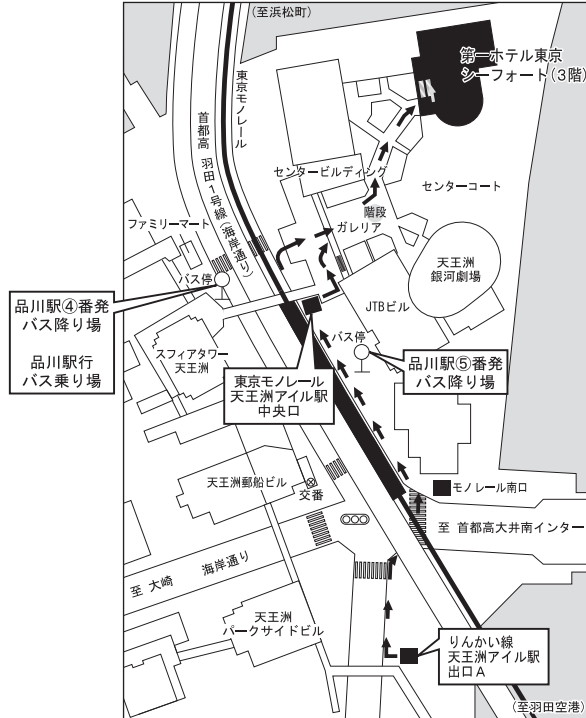 (至浜松町)
第一ホテル東京
シーフォート(3階)
東京モノレール
首都高 羽田1号線(海岸通り)
センタービルディング
センターコート
階段
ガレリア
ファミリーマート
バス停
天王洲
銀河劇場
品川駅④番発
バス降り場
品川駅行
バス乗り場
JTBビル
スフィアタワー
天王洲
バス停
品川駅⑤番発
バス降り場
東京モノレール
天王洲アイル駅
中央口
天王洲郵船ビル
交番
モノレール南口
至 首都高大井南インター
至 大崎 海岸通り
天王洲
パークサイドビル
りんかい線
天王洲アイル駅
出口A
(至羽田空港)